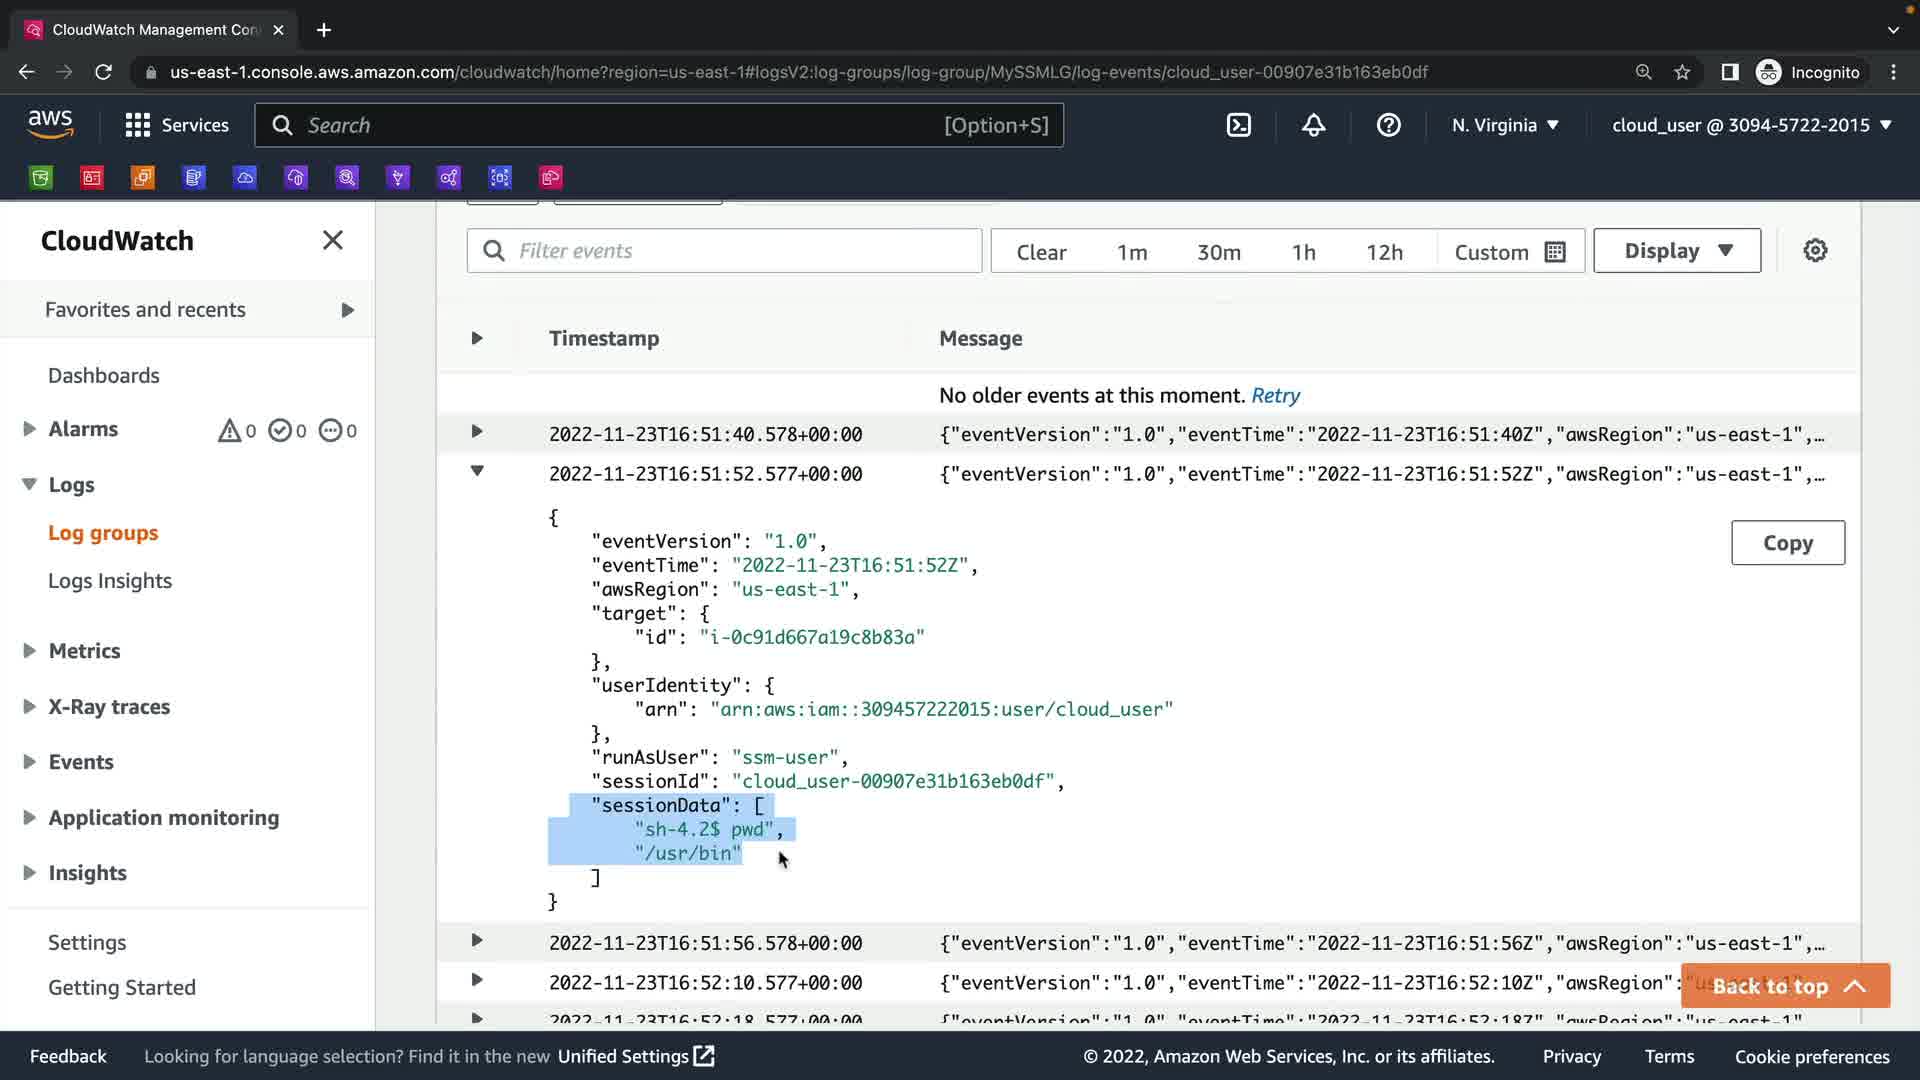 CloudWatch Management Con
us-east-1.console.aws.amazon.com/cloudwatch/home?region=us-east-1#logsV2:log-groups/log-group/MySSMLG/log-events/cloud_user-00907e31b163eb0df
Incognito
aws
Services
Search
[Option+S]
N. Virginia
cloud_user @ 3094-5722-2015
CloudWatch
Favorites and recents
Dashboards
Alarms
0
0
0
Logs
Log groups
Logs Insights
Metrics
X-Ray traces
Events
Application monitoring
Insights
Settings
Getting Started
Filter events
Clear
1m
30m
1h
12h
Custom
Display
Timestamp
Message
No older events at this moment. Retry
2022-11-23T16:51:40.578+00:00
{"eventVersion":"1.0","eventTime":"2022-11-23T16:51:40Z","awsRegion":"us-east-1",…
2022-11-23T16:51:52.577+00:00
{"eventVersion":"1.0","eventTime":"2022-11-23T16:51:52Z","awsRegion":"us-east-1",…
{
"eventVersion": "1.0",
"eventTime": "2022-11-23T16:51:52Z",
"awsRegion": "us-east-1",
"target": {
"id": "i-0c91d667a19c8b83a"
},
"userIdentity": {
"arn": "arn:aws:iam::309457222015:user/cloud_user"
},
"runAsUser": "ssm-user",
"sessionId": "cloud_user-00907e31b163eb0df",
"sessionData": [
"sh-4.2$ pwd",
"/usr/bin"
]
}
Copy
2022-11-23T16:51:56.578+00:00
{"eventVersion":"1.0","eventTime":"2022-11-23T16:51:56Z","awsRegion":"us-east-1",…
2022-11-23T16:52:10.577+00:00
{"eventVersion":"1.0","eventTime":"2022-11-23T16:52:10Z","awsRegion":"us
2022-11-23T16:52:18.577+00:00
{"eventVersion":"1.0","eventTime":"2022-11-23T16:52:18Z","awsRegion":"us-east-1"
Back to top
Feedback
Looking for language selection? Find it in the new Unified Settings
© 2022, Amazon Web Services, Inc. or its affiliates.
Privacy
Terms
Cookie preferences